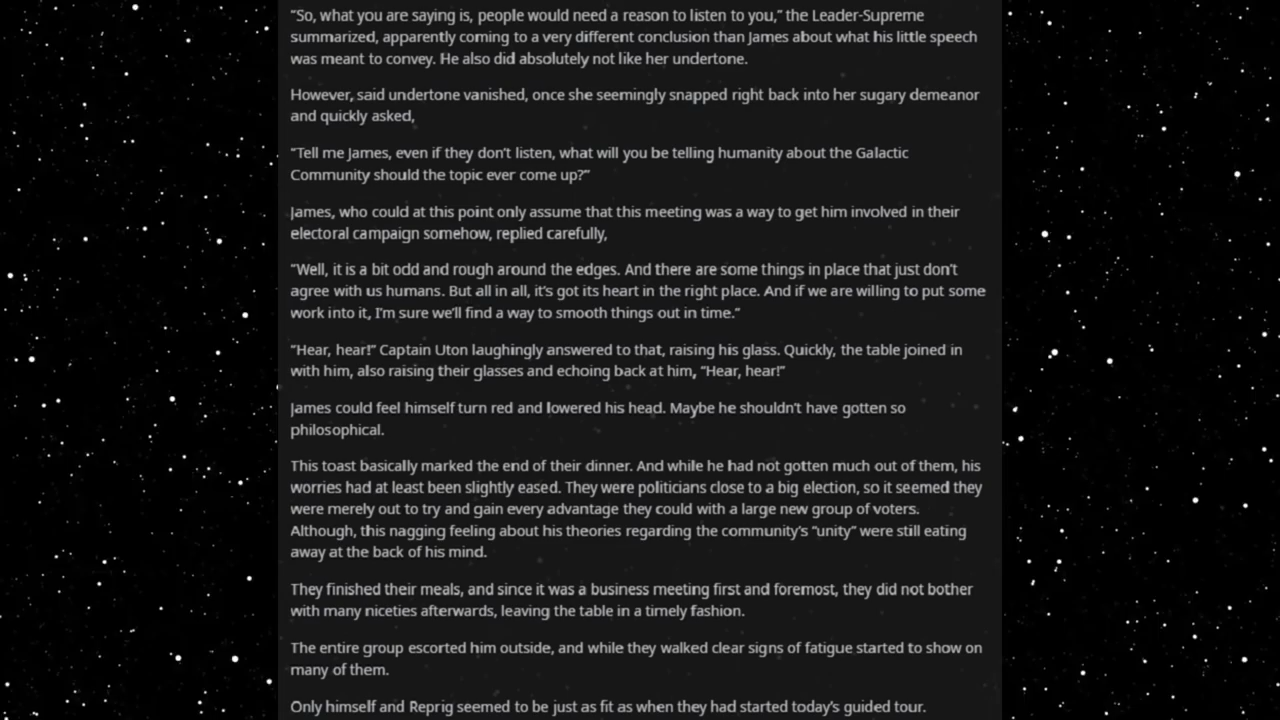 “So, what you are saying is, people would need a reason to listen to you,” the Leader-Supreme
summarized, apparently coming to a very different conclusion than James about what his little speech
was meant to convey. He also did absolutely not like her undertone.
However, said undertone vanished, once she seemingly snapped right back into her sugary demeanor
and quickly asked,
“Tell me James, even if they don’t listen, what will you be telling humanity about the Galactic
Community should the topic ever come up?”
James, who could at this point only assume that this meeting was a way to get him involved in their
electoral campaign somehow, replied carefully,
“Well, it is a bit odd and rough around the edges. And there are some things in place that just don’t
agree with us humans. But all in all, it’s got its heart in the right place. And if we are willing to put some
work into it, I’m sure we’ll find a way to smooth things out in time.”
“Hear, hear!” Captain Uton laughingly answered to that, raising his glass. Quickly, the table joined in
with him, also raising their glasses and echoing back at him, “Hear, hear!”
James could feel himself turn red and lowered his head. Maybe he shouldn’t have gotten so
philosophical.
This toast basically marked the end of their dinner. And while he had not gotten much out of them, his
worries had at least been slightly eased. They were politicians close to a big election, so it seemed they
were merely out to try and gain every advantage they could with a large new group of voters.
Although, this nagging feeling about his theories regarding the community’s “unity” were still eating
away at the back of his mind.
They finished their meals, and since it was a business meeting first and foremost, they did not bother
with many niceties afterwards, leaving the table in a timely fashion.
The entire group escorted him outside, and while they walked clear signs of fatigue started to show on
many of them.
Only himself and Reprig seemed to be just as fit as when they had started today’s guided tour.